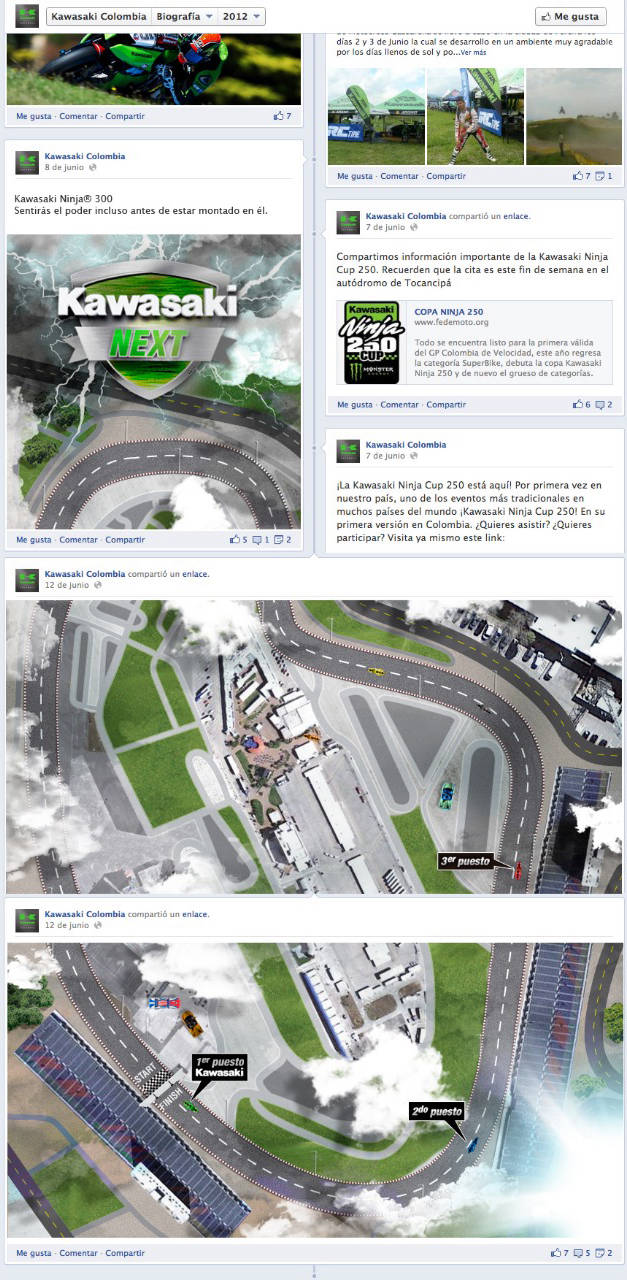 Kawasaki Colombia
Biografía
2012
Me gusta
Me gusta · Comentar · Compartir
7
días 2 y 3 de Junio la cual se desarrollo en un ambiente muy agradable
por los días llenos de sol y po...Ver más
Me gusta · Comentar · Compartir
7 1
Kawasaki Colombia
8 de junio
Kawasaki Ninja® 300
Sentirás el poder incluso antes de estar montado en él.
Kawasaki
NEXT
Me gusta · Comentar · Compartir
5 1 2
Kawasaki Colombia compartió un enlace.
7 de junio
Compartimos información importante de la Kawasaki Ninja
Cup 250. Recuerden que la cita es este fin de semana en el
autódromo de Tocancipá
Kawasaki
Ninja
250
CUP
MONSTER
COPA NINJA 250
www.fedemoto.org
Todo se encuentra listo para la primera válida
del GP Colombia de Velocidad, este año regresa
la categoría SuperBike, debuta la copa Kawasaki
Ninja 250 y de nuevo el grueso de categorías.
Me gusta · Comentar · Compartir
6 2
Kawasaki Colombia
7 de junio
¡La Kawasaki Ninja Cup 250 está aquí! Por primera vez en
nuestro país, uno de los eventos más tradicionales en
muchos países del mundo ¡Kawasaki Ninja Cup 250! En su
primera versión en Colombia. ¿Quieres asistir? ¿Quieres
participar? Visita ya mismo este link:
Kawasaki Colombia compartió un enlace.
12 de junio
3er puesto
Kawasaki Colombia compartió un enlace.
12 de junio
START
FINISH
1er puesto
Kawasaki
2do puesto
Me gusta · Comentar · Compartir
7 5 2